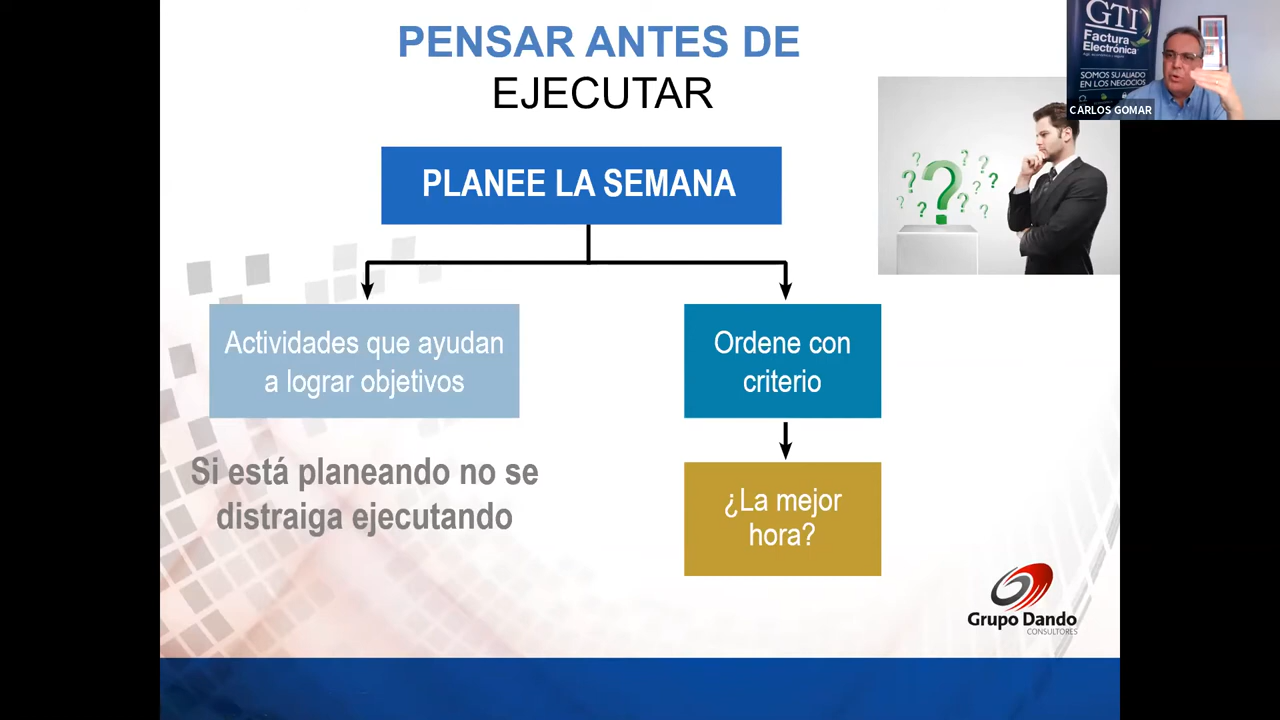 PENSAR ANTES DE
EJECUTAR
PLANEE LA SEMANA
Actividades que ayudan
a lograr objetivos
Si está planeando no se
distraiga ejecutando
Ordene con
criterio
¿La mejor
hora?
Grupo Dando
CONSULTORES
GTI
Factura
Electrónica
SOMOS SU ALIADO
EN LOS NEGOCIOS
CARLOS GOMAR